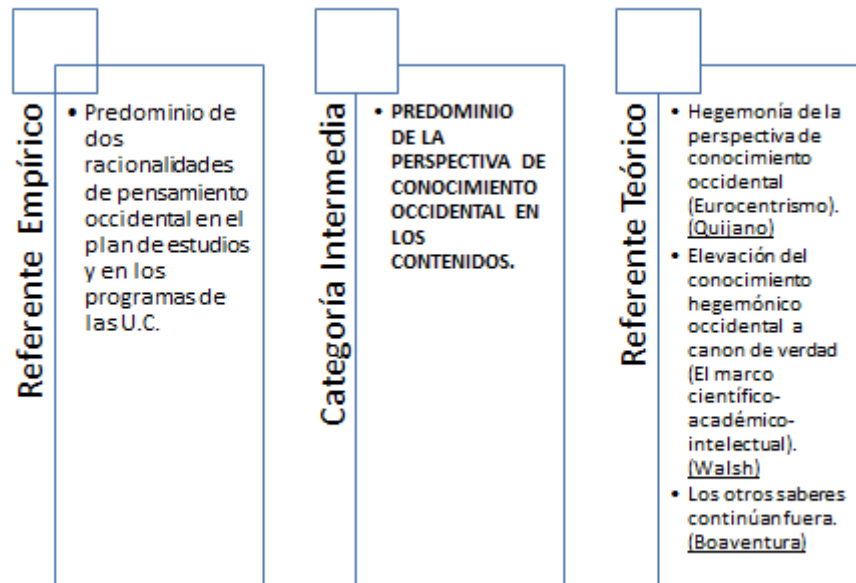 Referente Empírico
• Predominio de
dos
racionalidades
de pensamiento
occidental en el
plan de estudios
y en los
programas de
las U.C.
Categoría Intermedia
• PREDOMINIO
DE LA
PERSPECTIVA DE
CONOCIMIENTO
OCCIDENTAL EN
LOS
CONTENIDOS.
Referente Teórico
• Hegemonía de la
perspectiva de
conocimiento
occidental
(Eurocentrismo).
(Quijano)
• Elevación del
conocimiento
hegemónico
occidental a
canon de verdad
(El marco
científico-
académico-
intelectual).
(Walsh)
• Los otros saberes
continúan fuera.
(Boaventura)